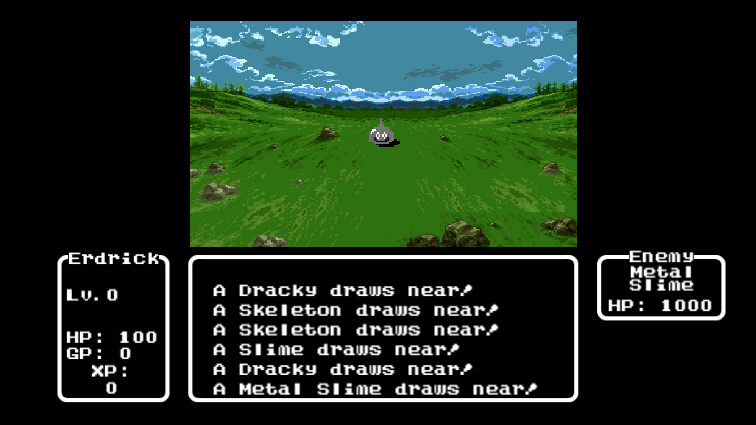 Erdrick
Lv.0
HP: 100
GP: 0
XP:
0
A Dracky draws near!
A Skeleton draws near!
A Skeleton draws near!
A Slime draws near!
A Dracky draws near!
A Metal Slime draws near!
Enemy
Metal
Slime
HP: 1000